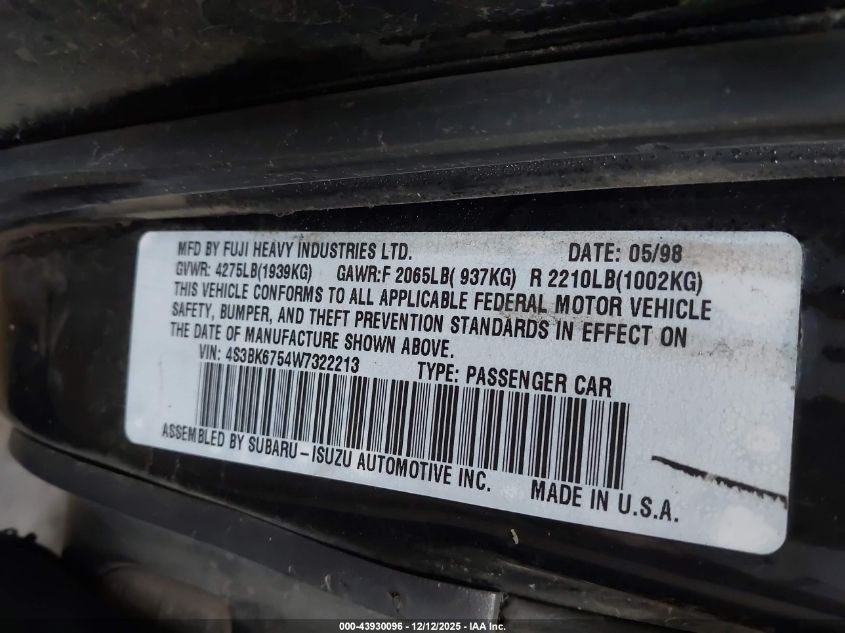 MFD BY FUJI HEAVY INDUSTRIES LTD. DATE: 05/98
GVWR: 4275LB(1939KG) GAWR:F 2065LB( 937KG) R 2210LB(1002KG)
THIS VEHICLE CONFORMS TO ALL APPLICABLE FEDERAL MOTOR VEHICLE
SAFETY, BUMPER, AND THEFT PREVENTION STANDARDS IN EFFECT ON
THE DATE OF MANUFACTURE SHOWN ABOVE.
VIN: 4S3BK6754W7322213 TYPE: PASSENGER CAR
ASSEMBLED BY SUBARU-ISUZU AUTOMOTIVE INC. MADE IN U.S.A.
000-43930096 - 12/12/2025 - IAA Inc.